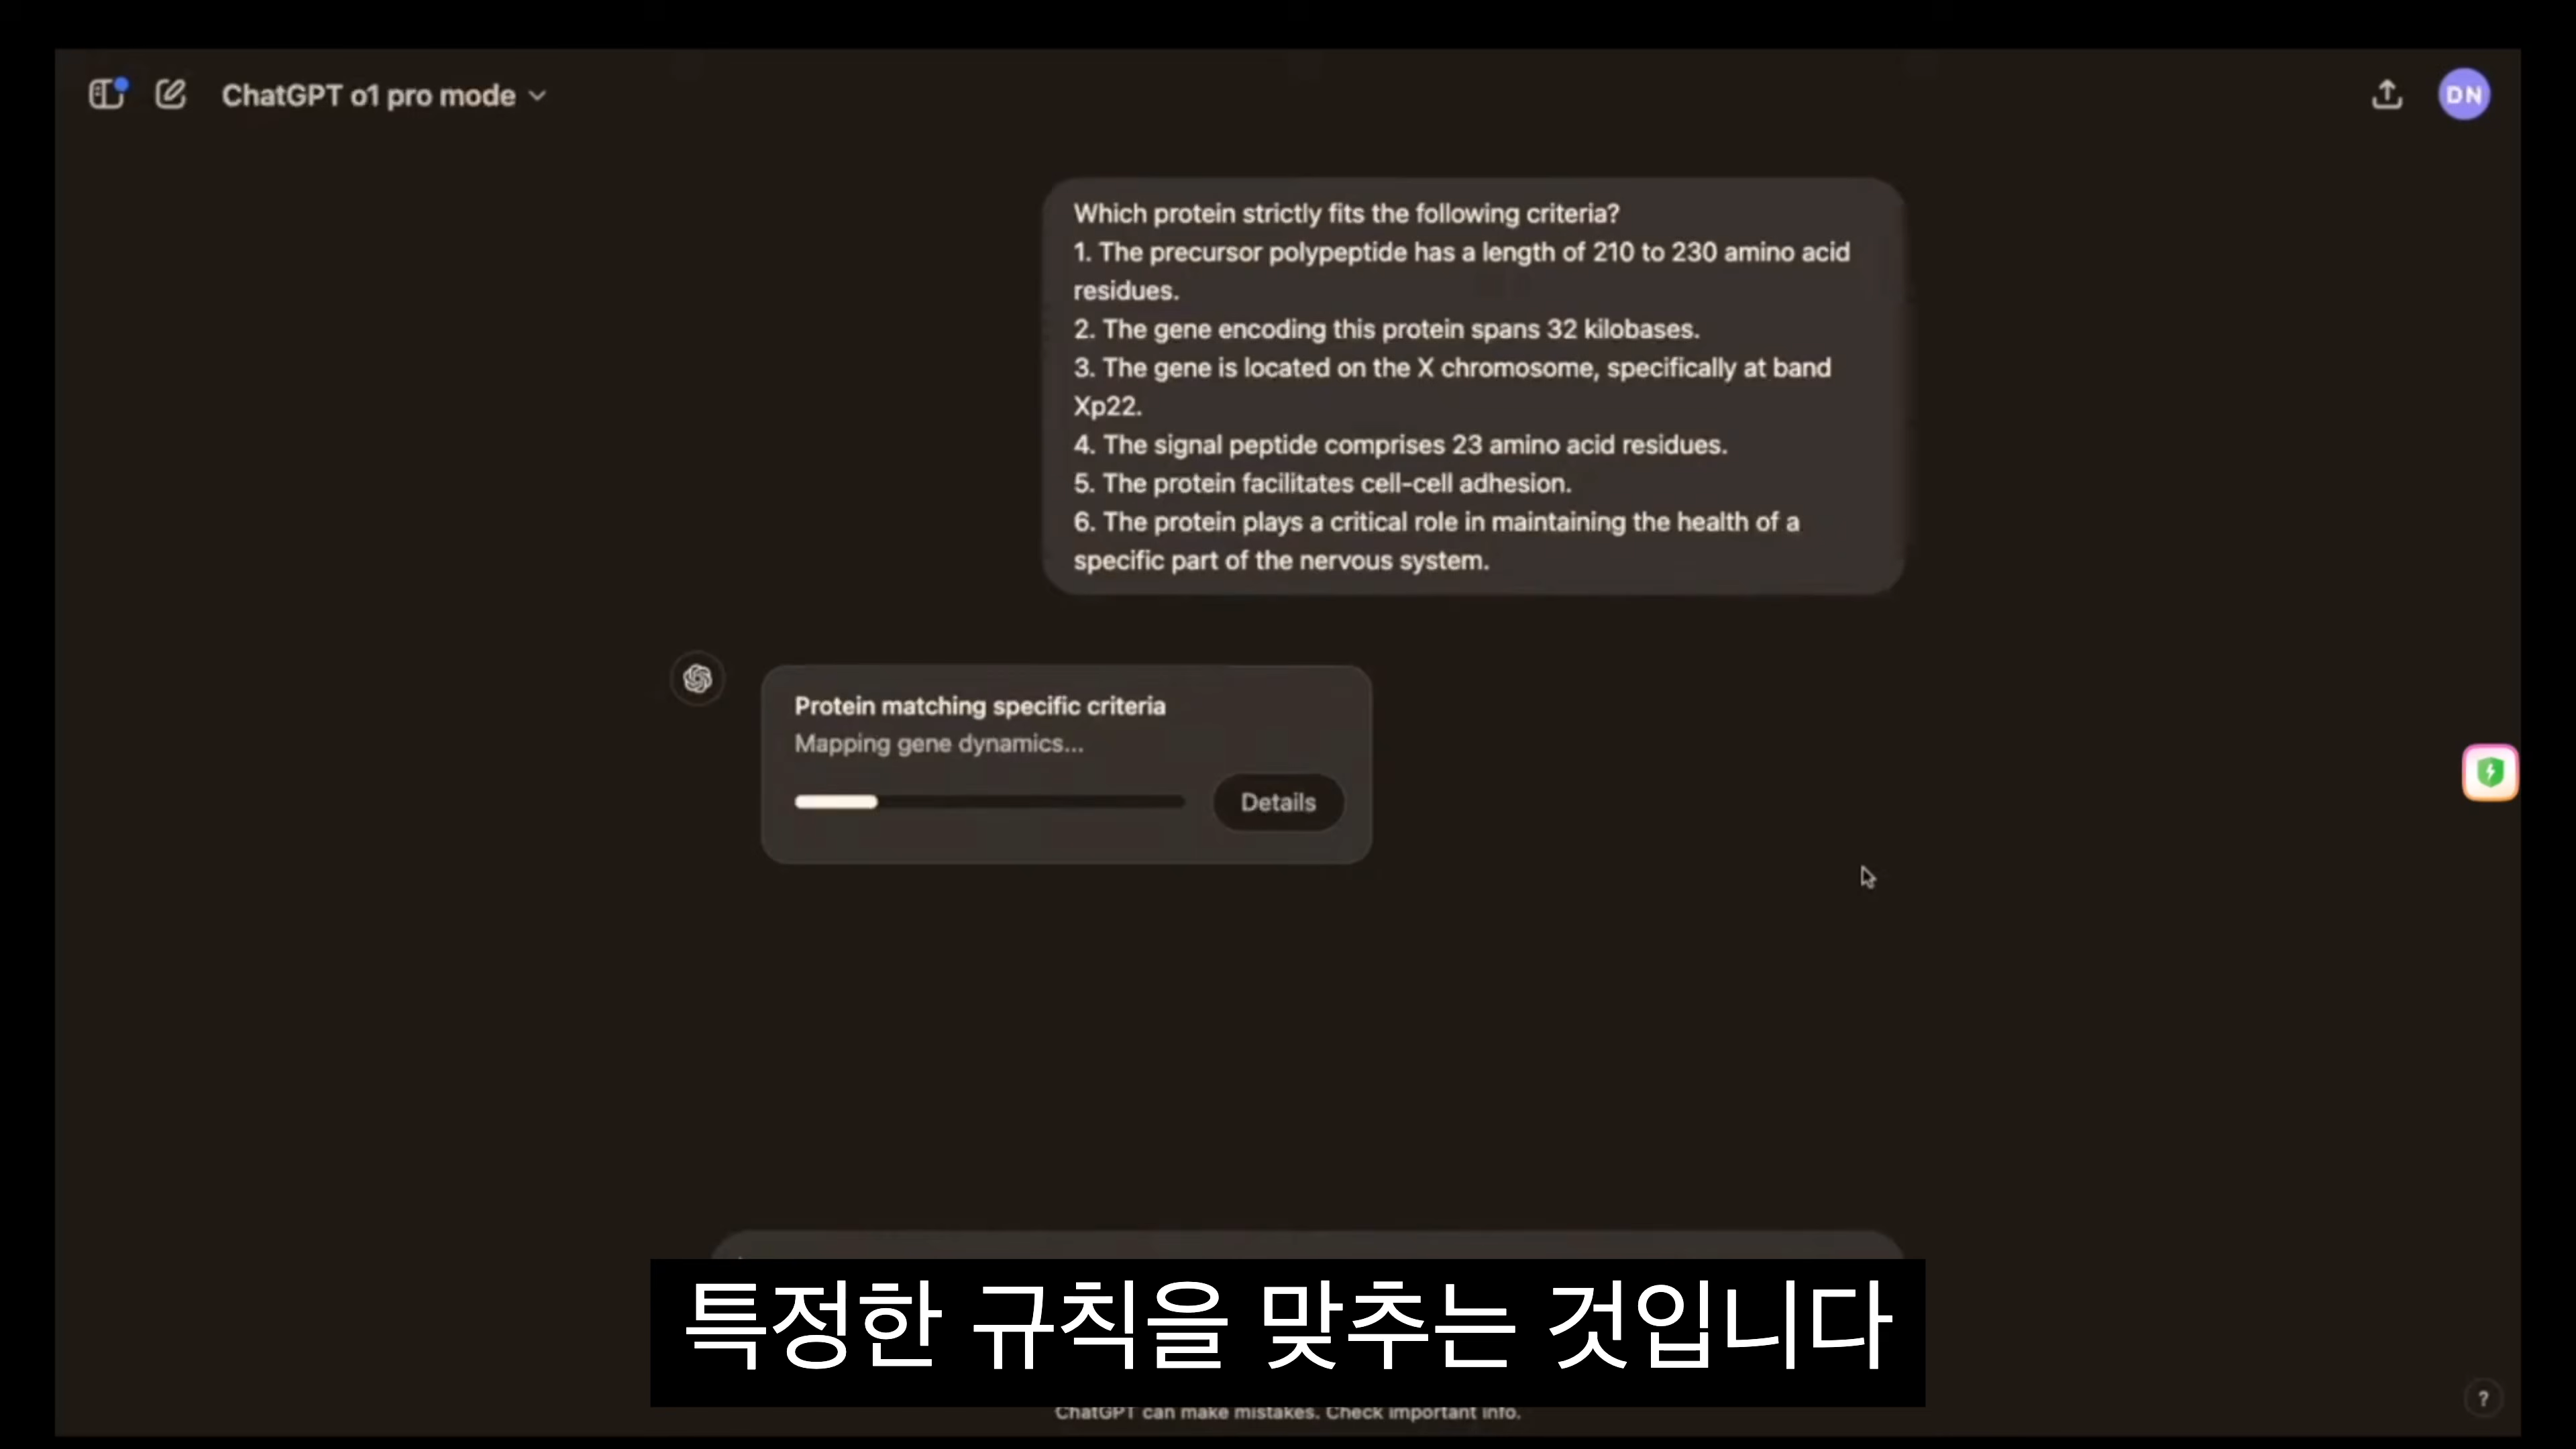 ChatGPT o1 pro mode
DN
Which protein strictly fits the following criteria?
1. The precursor polypeptide has a length of 210 to 230 amino acid
residues.
2. The gene encoding this protein spans 32 kilobases.
3. The gene is located on the X chromosome, specifically at band
Xp22.
4. The signal peptide comprises 23 amino acid residues.
5. The protein facilitates cell-cell adhesion.
6. The protein plays a critical role in maintaining the health of a
specific part of the nervous system.
Protein matching specific criteria
Mapping gene dynamics...
Details
특정한 규칙을 맞추는 것입니다
ChatGPT can make mistakes. Check important info.
?